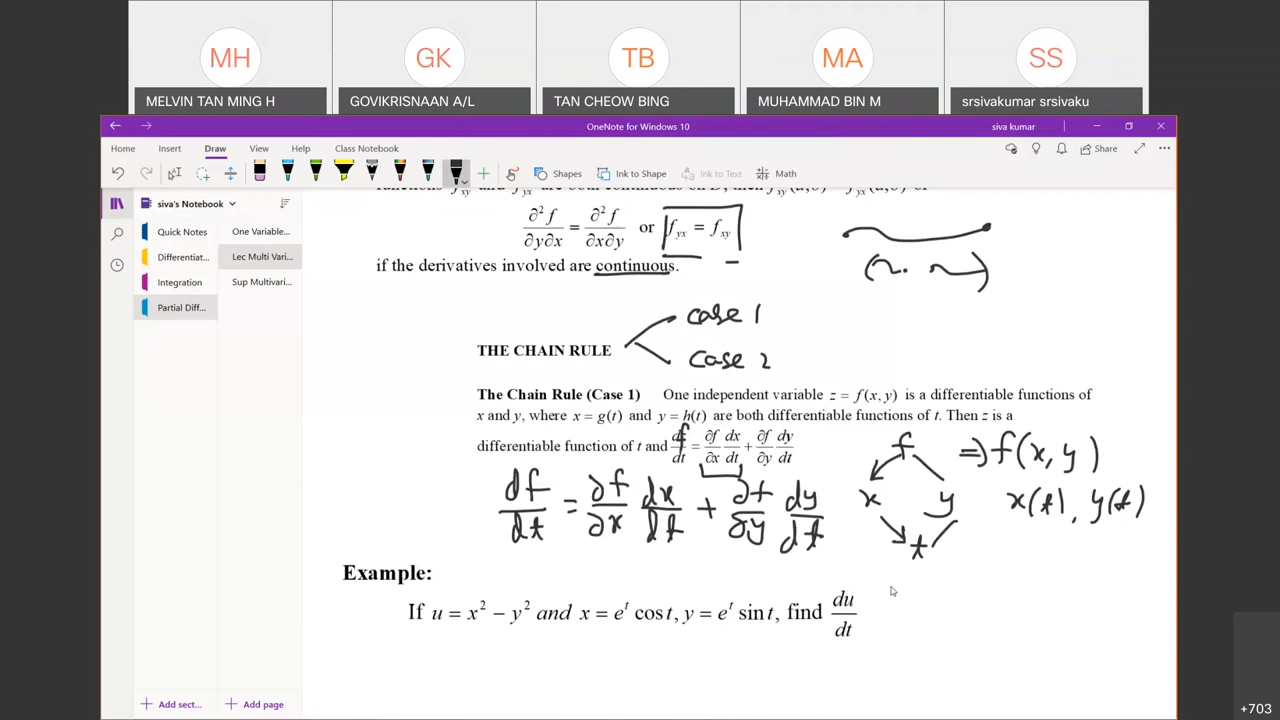 MH
GK
TB
MA
SS
MELVIN TAN MING H
GOVIKRISNAAN A/L
TAN CHEOW BING
MUHAMMAD BIN M
srsivakumar srsivaku
OneNote for Windows 10
siva kumar
Home Insert Draw View Help Class Notebook
Share
Shapes Ink to Shape Ink to Text Math
siva's Notebook
Quick Notes
Differentiat...
Integration
Partial Diff...
One Variable...
Lec Multi Vari...
Sup Multivari...
∂²f/∂y∂x = ∂²f/∂x∂y or f_yx = f_xy
if the derivatives involved are continuous.
case 1
THE CHAIN RULE
case 2
The Chain Rule (Case 1) One independent variable z = f(x, y) is a differentiable functions of
x and y, where x = g(t) and y = h(t) are both differentiable functions of t. Then z is a
differentiable function of t and df/dt = ∂f/∂x dx/dt + ∂f/∂y dy/dt
f ⇒ f(x, y)
x y x(t), y(t)
t
df/dt = ∂f/∂x dx/dt + ∂f/∂y dy/dt
Example:
If u = x² − y² and x = eᵗ cos t, y = eᵗ sin t, find du/dt
Add sect...
Add page
+703